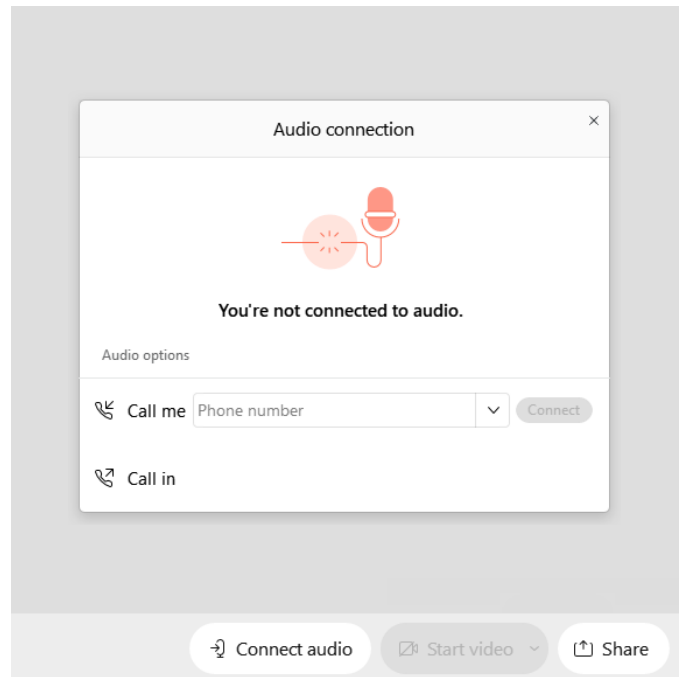 Audio connection
You're not connected to audio.
Audio options
Call me Phone number Connect
Call in
Connect audio Start video Share